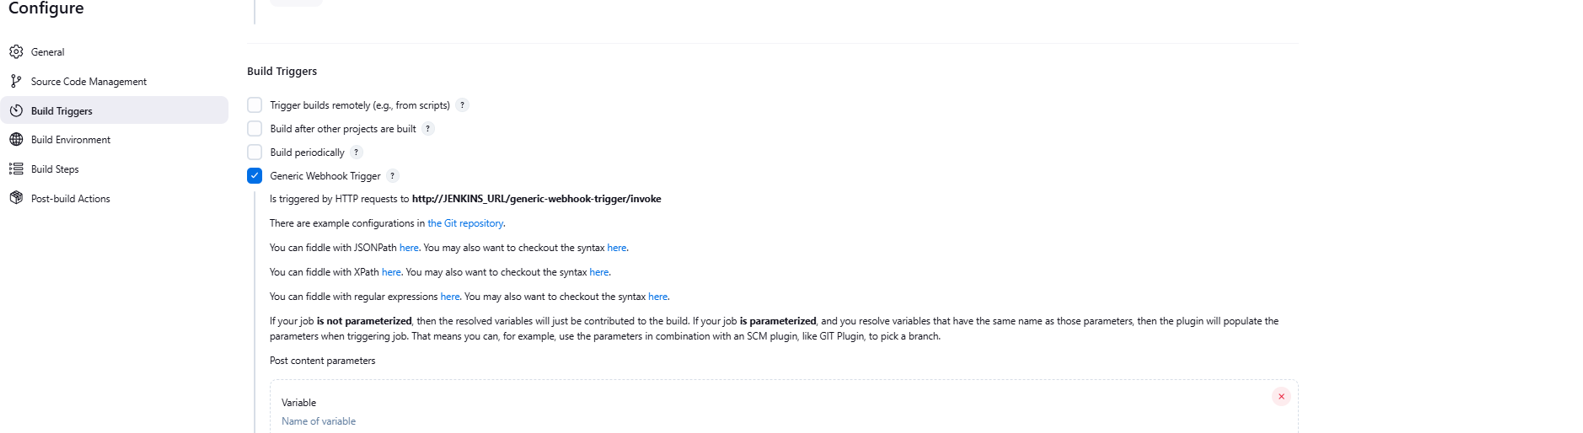 Configure
General
Source Code Management
Build Triggers
Build Environment
Build Steps
Post-build Actions
Build Triggers
Trigger builds remotely (e.g., from scripts) ?
Build after other projects are built ?
Build periodically ?
Generic Webhook Trigger ?
Is triggered by HTTP requests to http://JENKINS_URL/generic-webhook-trigger/invoke
There are example configurations in the Git repository.
You can fiddle with JSONPath here. You may also want to checkout the syntax here.
You can fiddle with XPath here. You may also want to checkout the syntax here.
You can fiddle with regular expressions here. You may also want to checkout the syntax here.
If your job is not parameterized, then the resolved variables will just be contributed to the build. If your job is parameterized, and you resolve variables that have the same name as those parameters, then the plugin will populate the
parameters when triggering job. That means you can, for example, use the parameters in combination with an SCM plugin, like GIT Plugin, to pick a branch.
Post content parameters
Variable
Name of variable